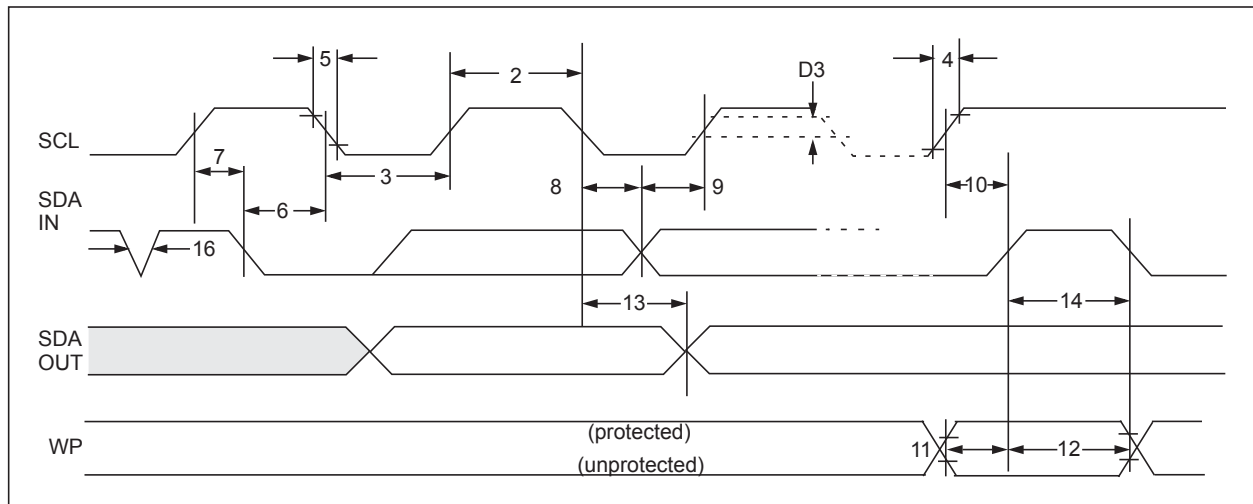 5
2
D3
4
SCL
7
3
8
9
10
SDA
IN
6
16
13
14
SDA
OUT
WP
(protected)
(unprotected)
11
12